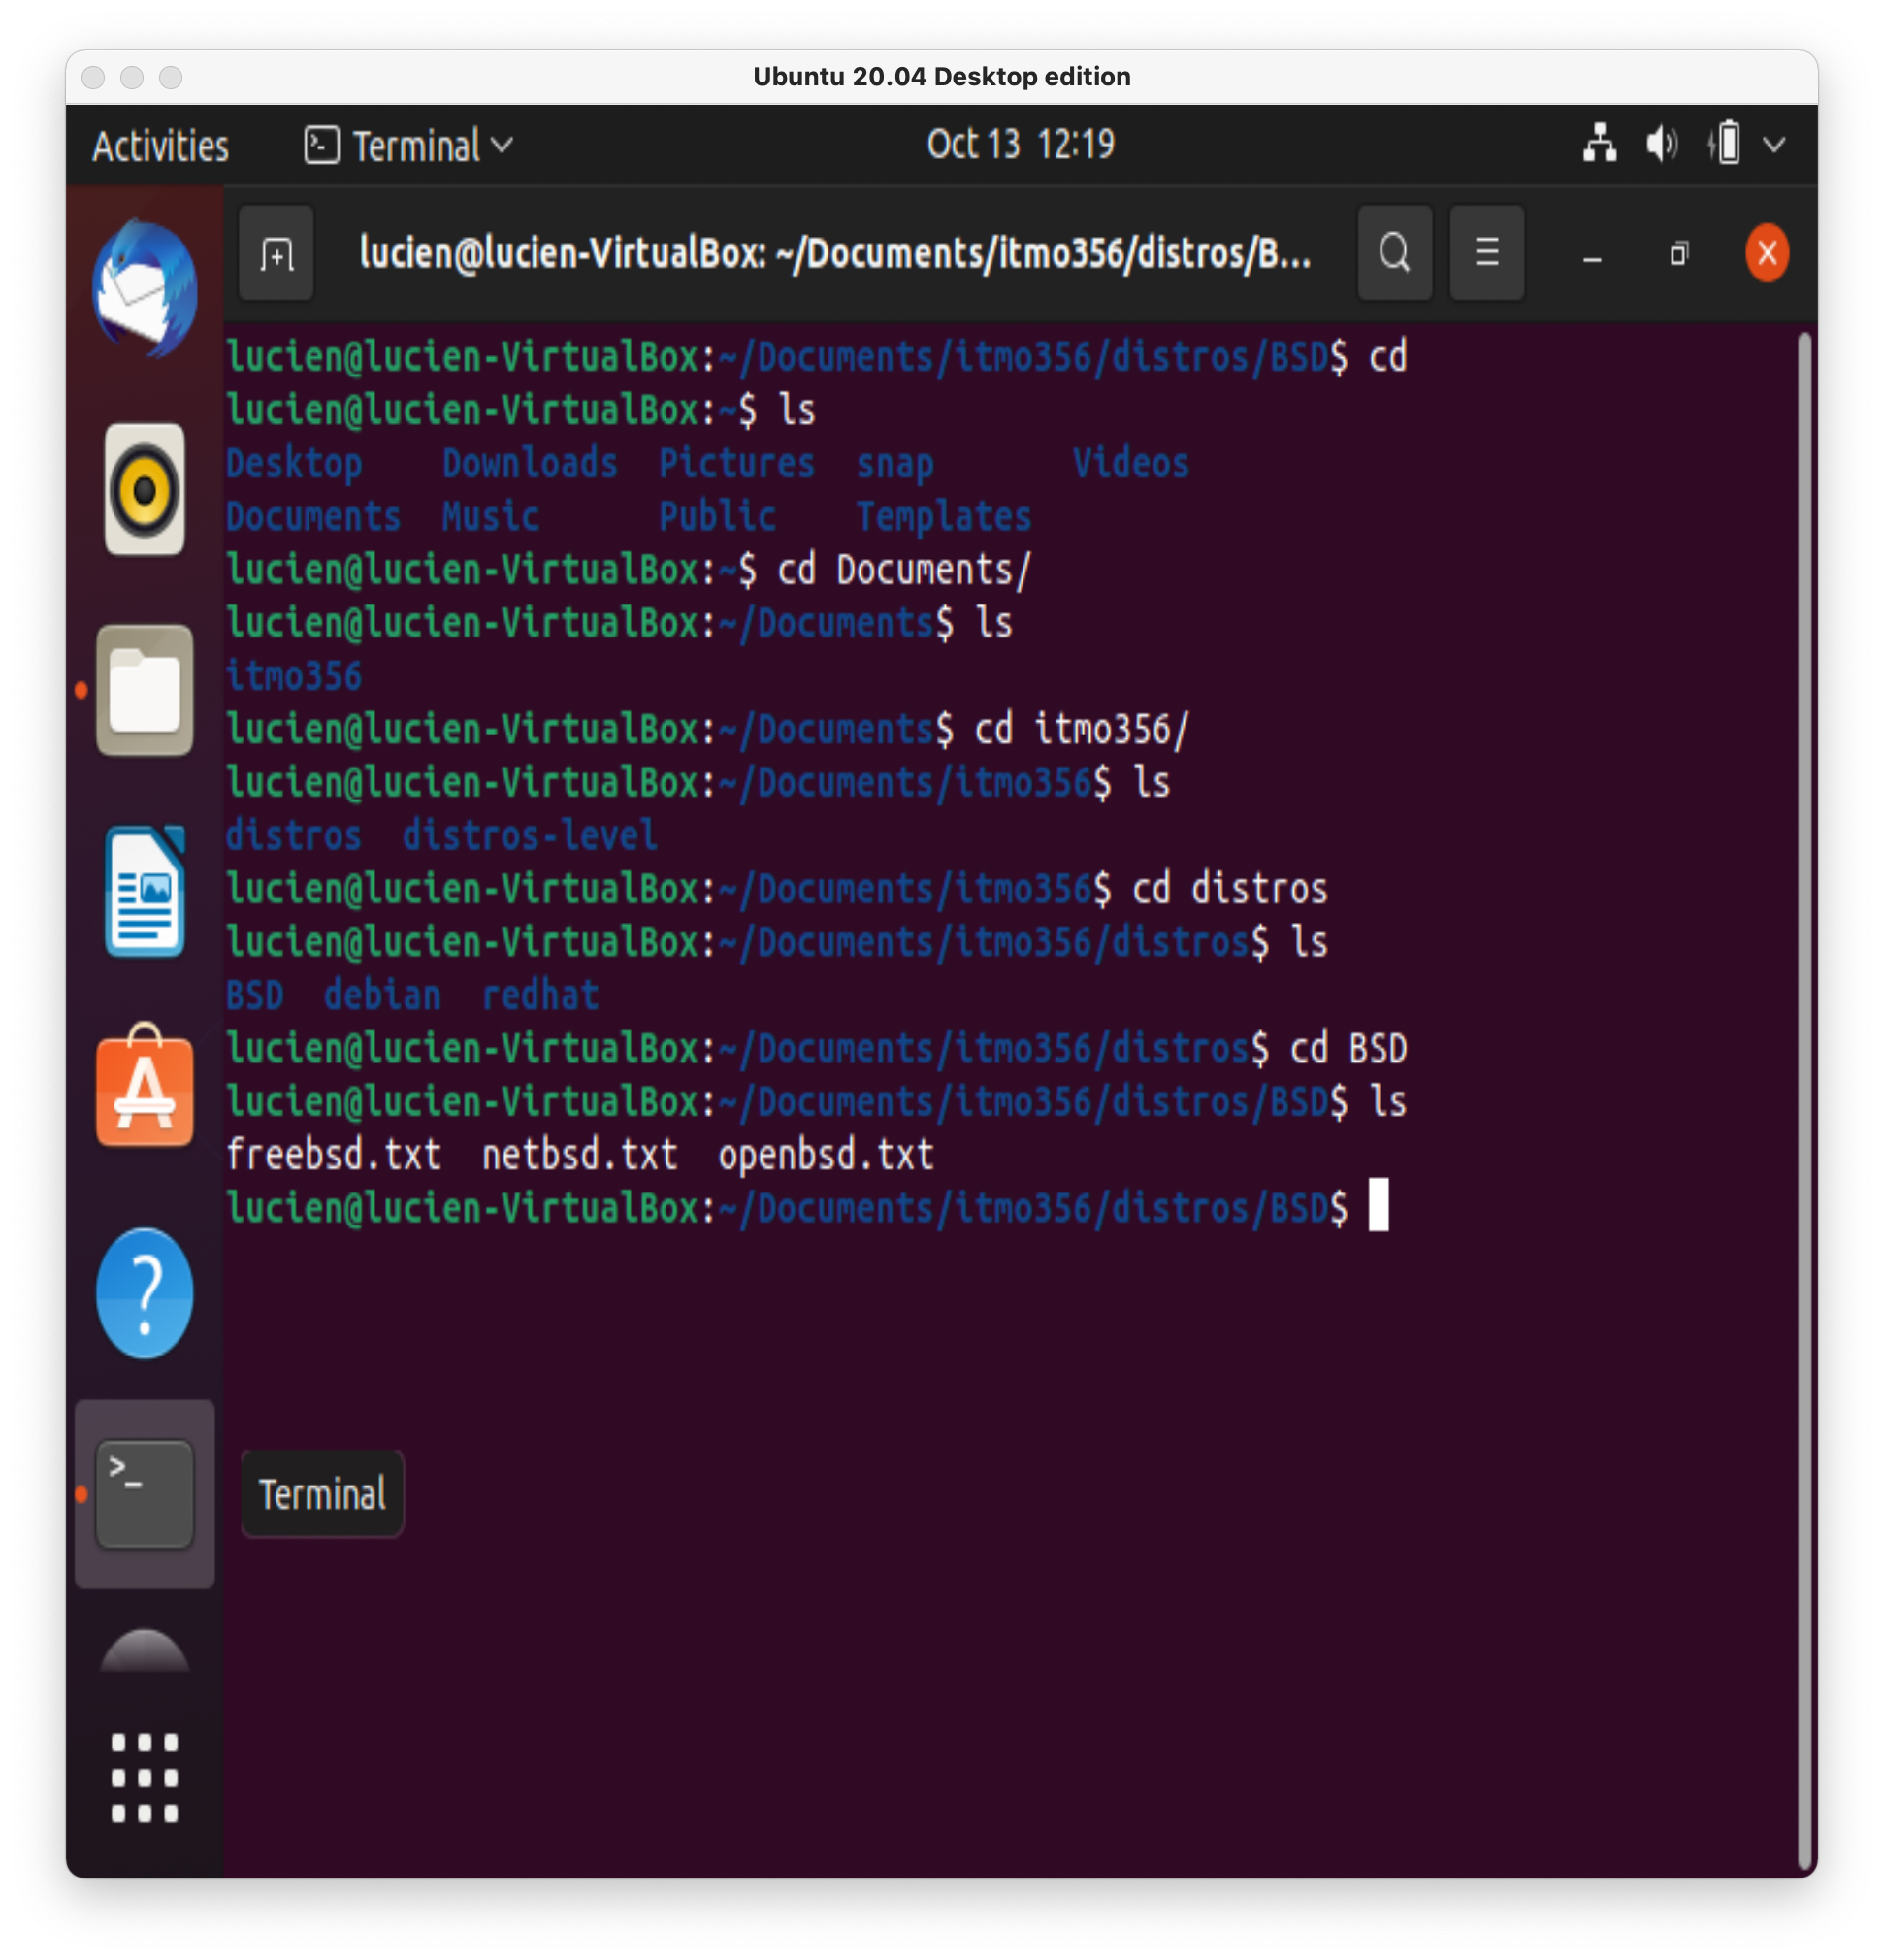 Ubuntu 20.04 Desktop edition
Activities Terminal Oct 13 12:19
lucien@lucien-VirtualBox: ~/Documents/itmo356/distros/B...
lucien@lucien-VirtualBox:~/Documents/itmo356/distros/BSD$ cd
lucien@lucien-VirtualBox:~$ ls
Desktop Downloads Pictures snap Videos
Documents Music Public Templates
lucien@lucien-VirtualBox:~$ cd Documents/
lucien@lucien-VirtualBox:~/Documents$ ls
itmo356
lucien@lucien-VirtualBox:~/Documents$ cd itmo356/
lucien@lucien-VirtualBox:~/Documents/itmo356$ ls
distros distros-level
lucien@lucien-VirtualBox:~/Documents/itmo356$ cd distros
lucien@lucien-VirtualBox:~/Documents/itmo356/distros$ ls
BSD debian redhat
lucien@lucien-VirtualBox:~/Documents/itmo356/distros$ cd BSD
lucien@lucien-VirtualBox:~/Documents/itmo356/distros/BSD$ ls
freebsd.txt netbsd.txt openbsd.txt
lucien@lucien-VirtualBox:~/Documents/itmo356/distros/BSD$
Terminal